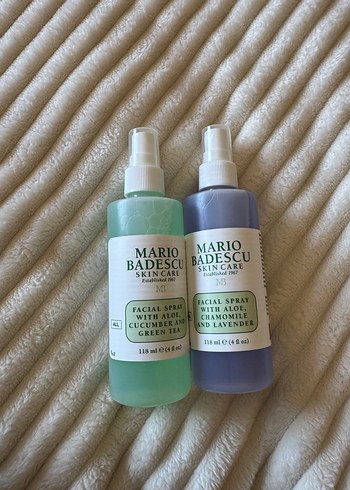 MARIO
BADESCU
SKIN CARE
Established 1967
FACIAL SPRAY
WITH ALOE,
CUCUMBER AND
GREEN TEA
ALL
118 ml ℮ (4 fl oz)
MARIO
BADESCU
SKIN CARE
Established 1967
FACIAL SPRAY
WITH ALOE,
CHAMOMILE
AND LAVENDER
118 ml ℮ (4 fl oz)